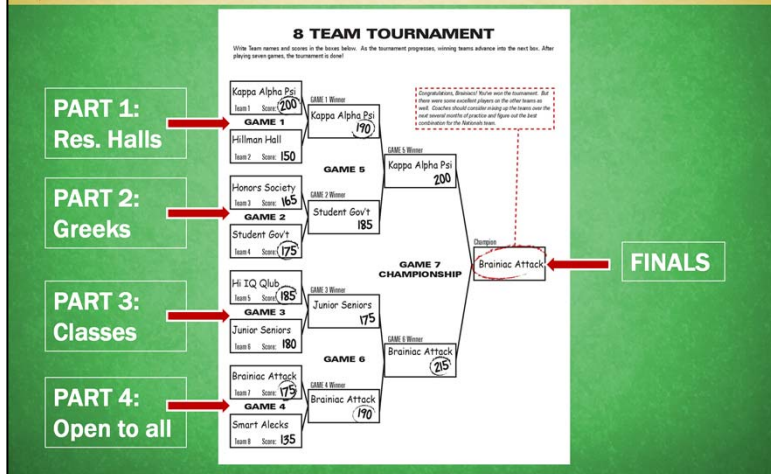 8 TEAM TOURNAMENT
Write Team names and scores in the boxes below. As the tournament progresses, winning teams advance into the next box. After
playing seven games, the tournament is done!
PART 1:
Res. Halls
PART 2:
Greeks
PART 3:
Classes
PART 4:
Open to all
Kappa Alpha Psi
Team 1 Score: 200
GAME 1
Hillman Hall
Team 2 Score: 150
Honors Society
Team 3 Score: 165
GAME 2
Student Gov't
Team 4 Score: 175
Hi IQ Qlub
Team 5 Score: 185
GAME 3
Junior Seniors
Team 6 Score: 180
Brainiac Attack
Team 7 Score: 175
GAME 4
Smart Alecks
Team 8 Score: 135
GAME 1 Winner
Kappa Alpha Psi
190
GAME 5
GAME 2 Winner
Student Gov't
185
GAME 3 Winner
Junior Seniors
175
GAME 6
GAME 4 Winner
Brainiac Attack
190
GAME 5 Winner
Kappa Alpha Psi
200
GAME 7
CHAMPIONSHIP
GAME 6 Winner
Brainiac Attack
215
Congratulations, Brainiacs! You've won the tournament. But
there were some excellent players on the other teams as
well. Coaches should consider mixing up the teams over the
next several months of practice and figure out the best
combination for the Nationals team.
Champion
Brainiac Attack
FINALS